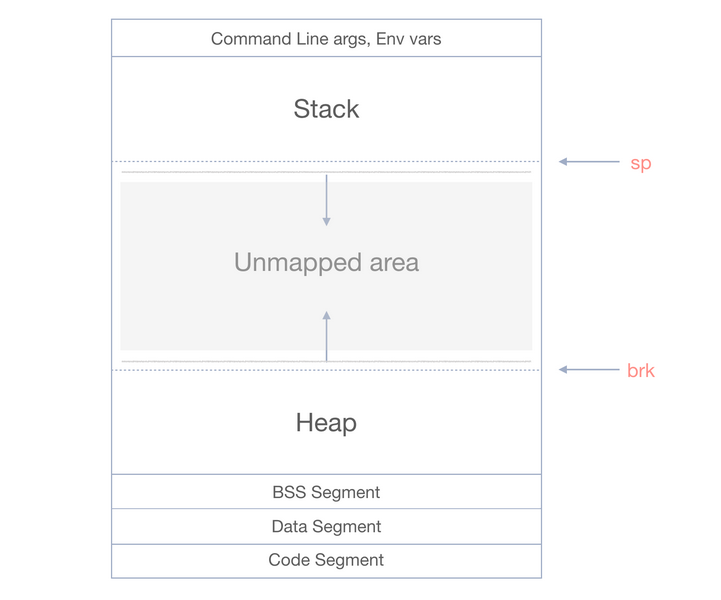 Command Line args, Env vars
Stack
sp
Unmapped area
brk
Heap
BSS Segment
Data Segment
Code Segment